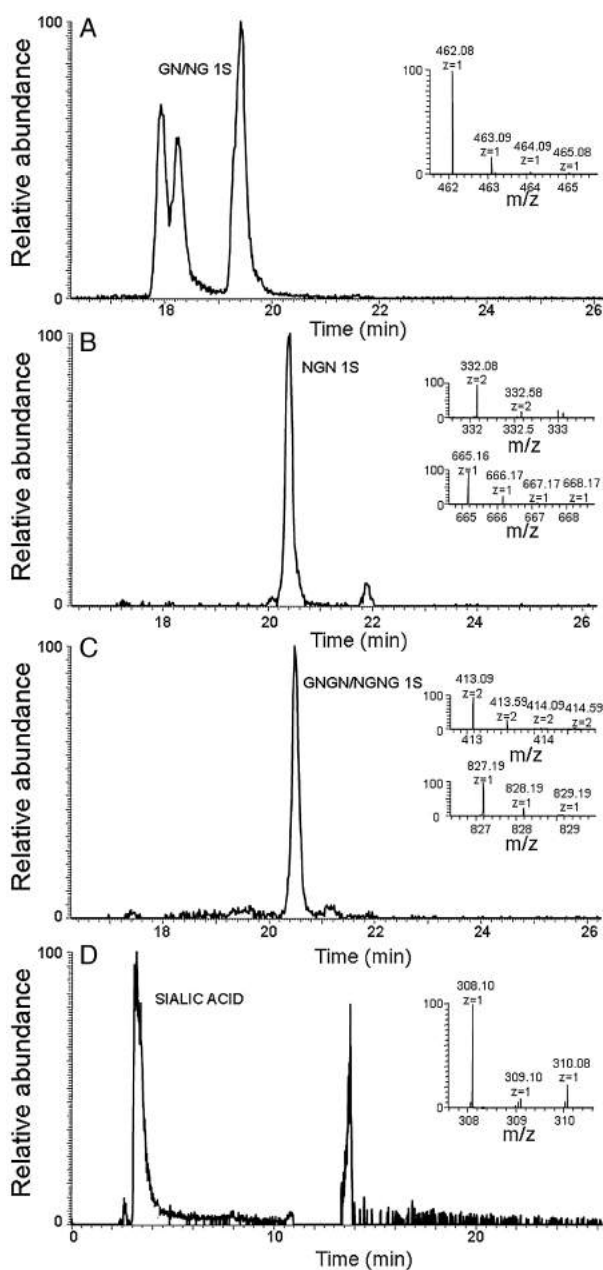 A
Relative abundance
100
0
GN/NG 1S
18 20 22 24 26
Time (min)
100
0
462.08
z=1
463.09
z=1
464.09
z=1
465.08
z=1
462 463 464 465
m/z
B
Relative abundance
100
0
NGN 1S
18 20 22 24 26
Time (min)
100
0
332.08
z=2
332.58
z=2
332 332.5 333
m/z
100
0
665.16
z=1
666.17
z=1
667.17
z=1
668.17
z=1
665 666 667 668
m/z
C
Relative abundance
100
0
GNGN/NGNG 1S
18 20 22 24 26
Time (min)
100
0
413.09
z=2
413.59
z=2
414.09
z=2
414.59
z=2
413 414
m/z
100
0
827.19
z=1
828.19
z=1
829.19
z=1
827 828 829
m/z
D
Relative abundance
100
0
SIALIC ACID
0 4 6 10 14 20
Time (min)
100
0
308.10
z=1
309.10
z=1
310.08
z=1
308 309 310
m/z